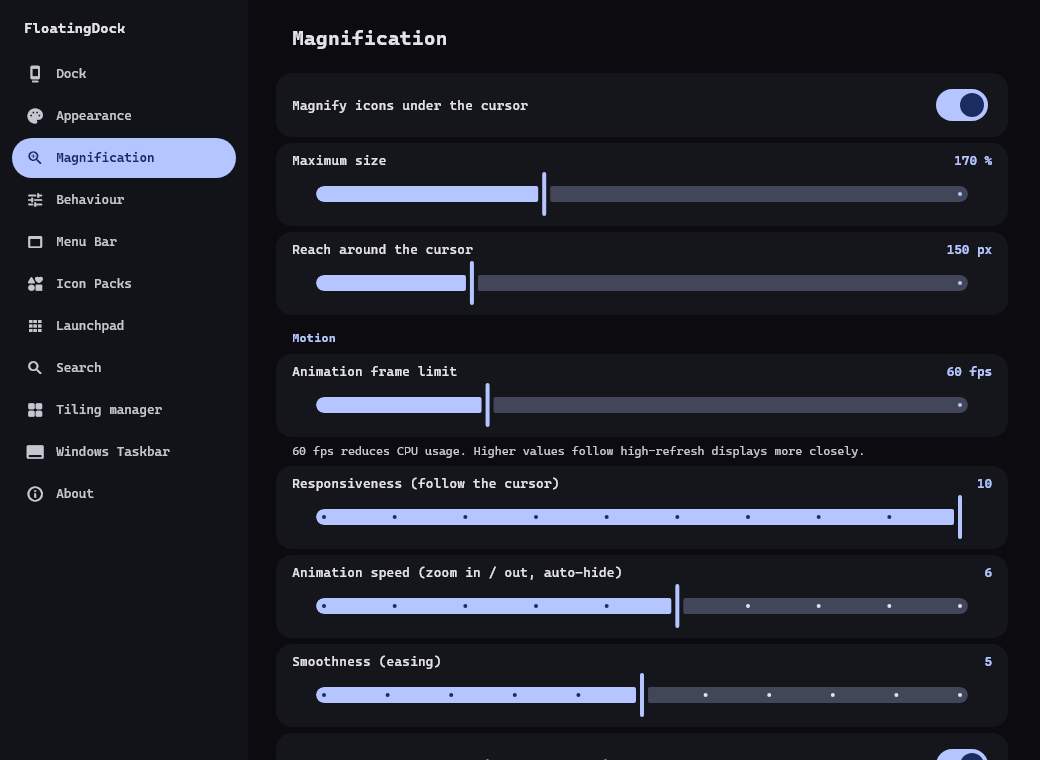 FloatingDock
Dock
Appearance
Magnification
Behaviour
Menu Bar
Icon Packs
Launchpad
Search
Tiling manager
Windows Taskbar
About
Magnification
Magnify icons under the cursor
Maximum size
170 %
Reach around the cursor
150 px
Motion
Animation frame limit
60 fps
60 fps reduces CPU usage. Higher values follow high-refresh displays more closely.
Responsiveness (follow the cursor)
10
Animation speed (zoom in / out, auto-hide)
6
Smoothness (easing)
5